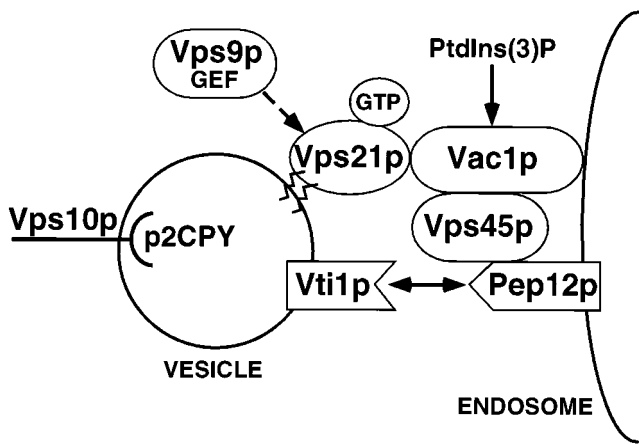 Vps9p
GEF
PtdIns(3)P
GTP
Vps21p
Vac1p
Vps10p
p2CPY
Vps45p
Vti1p
Pep12p
VESICLE
ENDOSOME